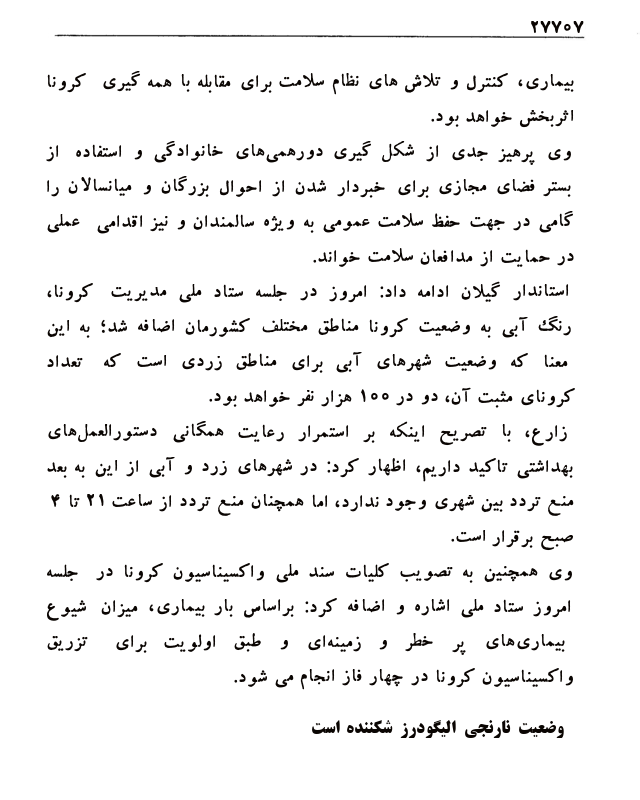 ۲۷۷۰۷
بیماری، کنترل و تلاش های نظام سلامت برای مقابله با همه گیری کرونا
اثربخش خواهد بود.
وی پرهیز جدی از شکل گیری دورهمی‌های خانوادگی و استفاده از
بستر فضای مجازی برای خبردار شدن از احوال بزرگان و میانسالان را
گامی در جهت حفظ سلامت عمومی به ویژه سالمندان و نیز اقدامی عملی
در حمایت از مدافعان سلامت خواند.
استاندار گیلان ادامه داد: امروز در جلسه ستاد ملی مدیریت کرونا،
رنگ آبی به وضعیت کرونا مناطق مختلف کشورمان اضافه شد؛ به این
معنا که وضعیت شهرهای آبی برای مناطق زردی است که تعداد
کرونای مثبت آن، دو در ۱۰۰ هزار نفر خواهد بود.
زارع، با تصریح اینکه بر استمرار رعایت همگانی دستورالعمل‌های
بهداشتی تاکید داریم، اظهار کرد: در شهرهای زرد و آبی از این به بعد
منع تردد بین شهری وجود ندارد، اما همچنان منع تردد از ساعت ۲۱ تا ۴
صبح برقرار است.
وی همچنین به تصویب کلیات سند ملی واکسیناسیون کرونا در جلسه
امروز ستاد ملی اشاره و اضافه کرد: براساس بار بیماری، میزان شیوع
بیماری‌های پر خطر و زمینه‌ای و طبق اولویت برای تزریق
واکسیناسیون کرونا در چهار فاز انجام می شود.
وضعیت نارنجی الیگودرز شکننده است